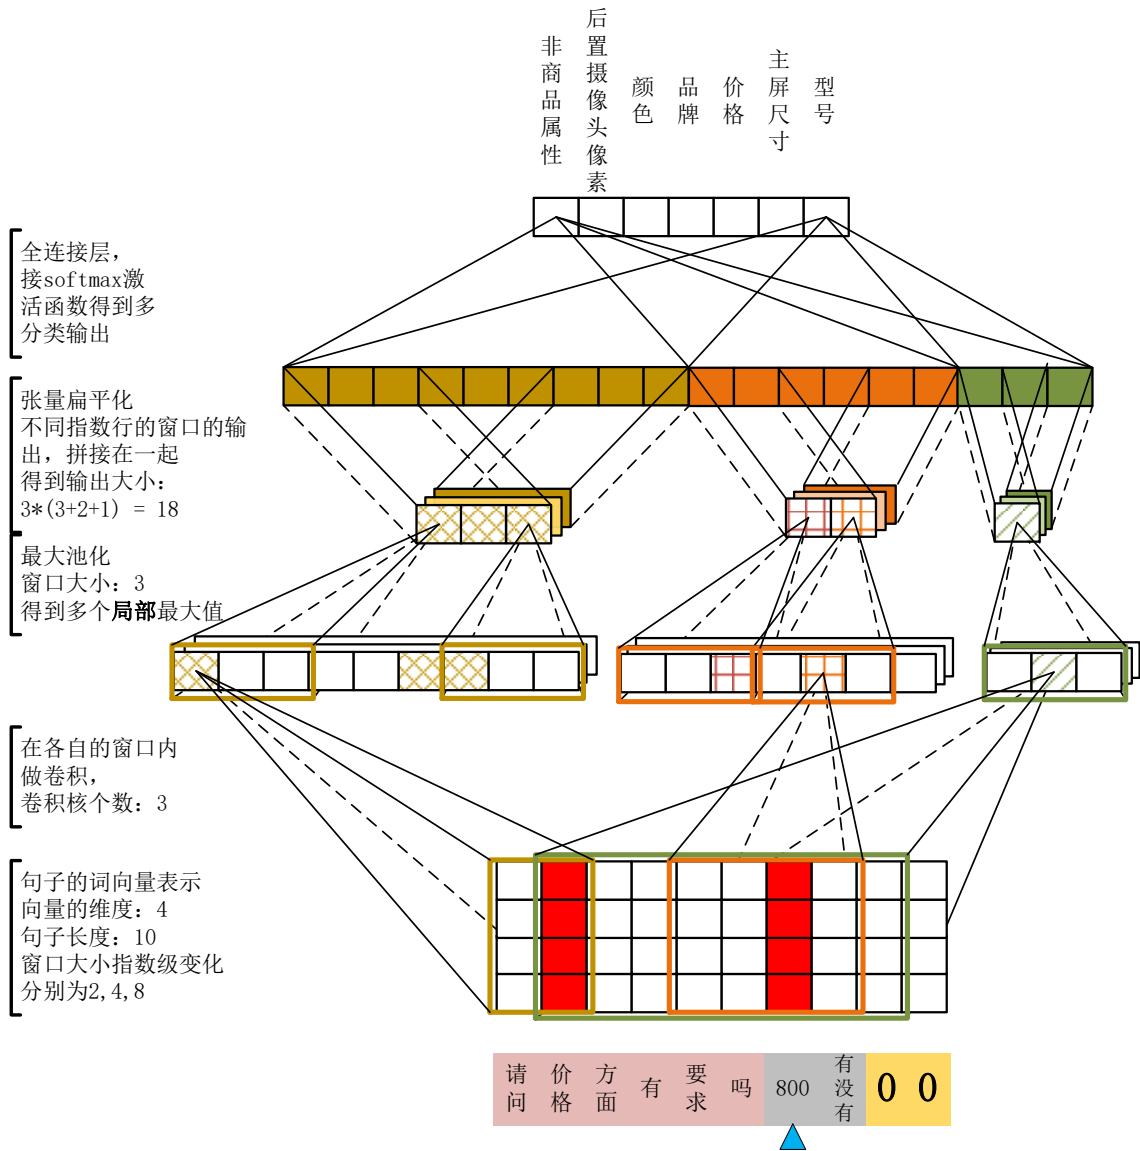 非商品属性
后置摄像头像素
颜色
品牌
价格
主屏尺寸
型号
全连接层，
接softmax激
活函数得到多
分类输出
张量扁平化
不同指数行的窗口的输
出，拼接在一起
得到输出大小：
3*(3+2+1) = 18
最大池化
窗口大小：3
得到多个局部最大值
在各自的窗口内
做卷积，
卷积核个数：3
句子的词向量表示
向量的维度：4
句子长度：10
窗口大小指数级变化
分别为2,4,8
请问 价格 方面 有 要求 吗 800 有没有 0 0